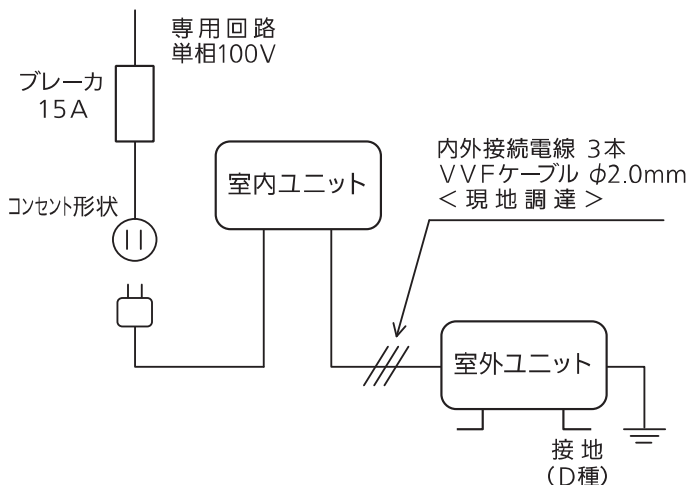 専用回路
単相100V
ブレーカ
15A
コンセント形状
室内ユニット
内外接続電線 3本
VVFケーブル φ2.0mm
<現地調達>
室外ユニット
接地
(D種)